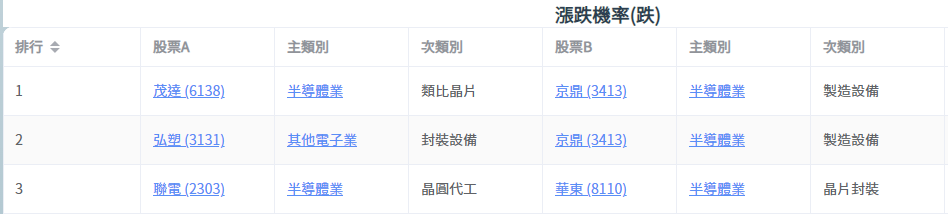 漲跌機率(跌)
排行 股票A 主類別 次類別 股票B 主類別 次類別
1 茂達 (6138) 半導體業 類比晶片 京鼎 (3413) 半導體業 製造設備
2 弘塑 (3131) 其他電子業 封裝設備 京鼎 (3413) 半導體業 製造設備
3 聯電 (2303) 半導體業 晶圓代工 華東 (8110) 半導體業 晶片封裝